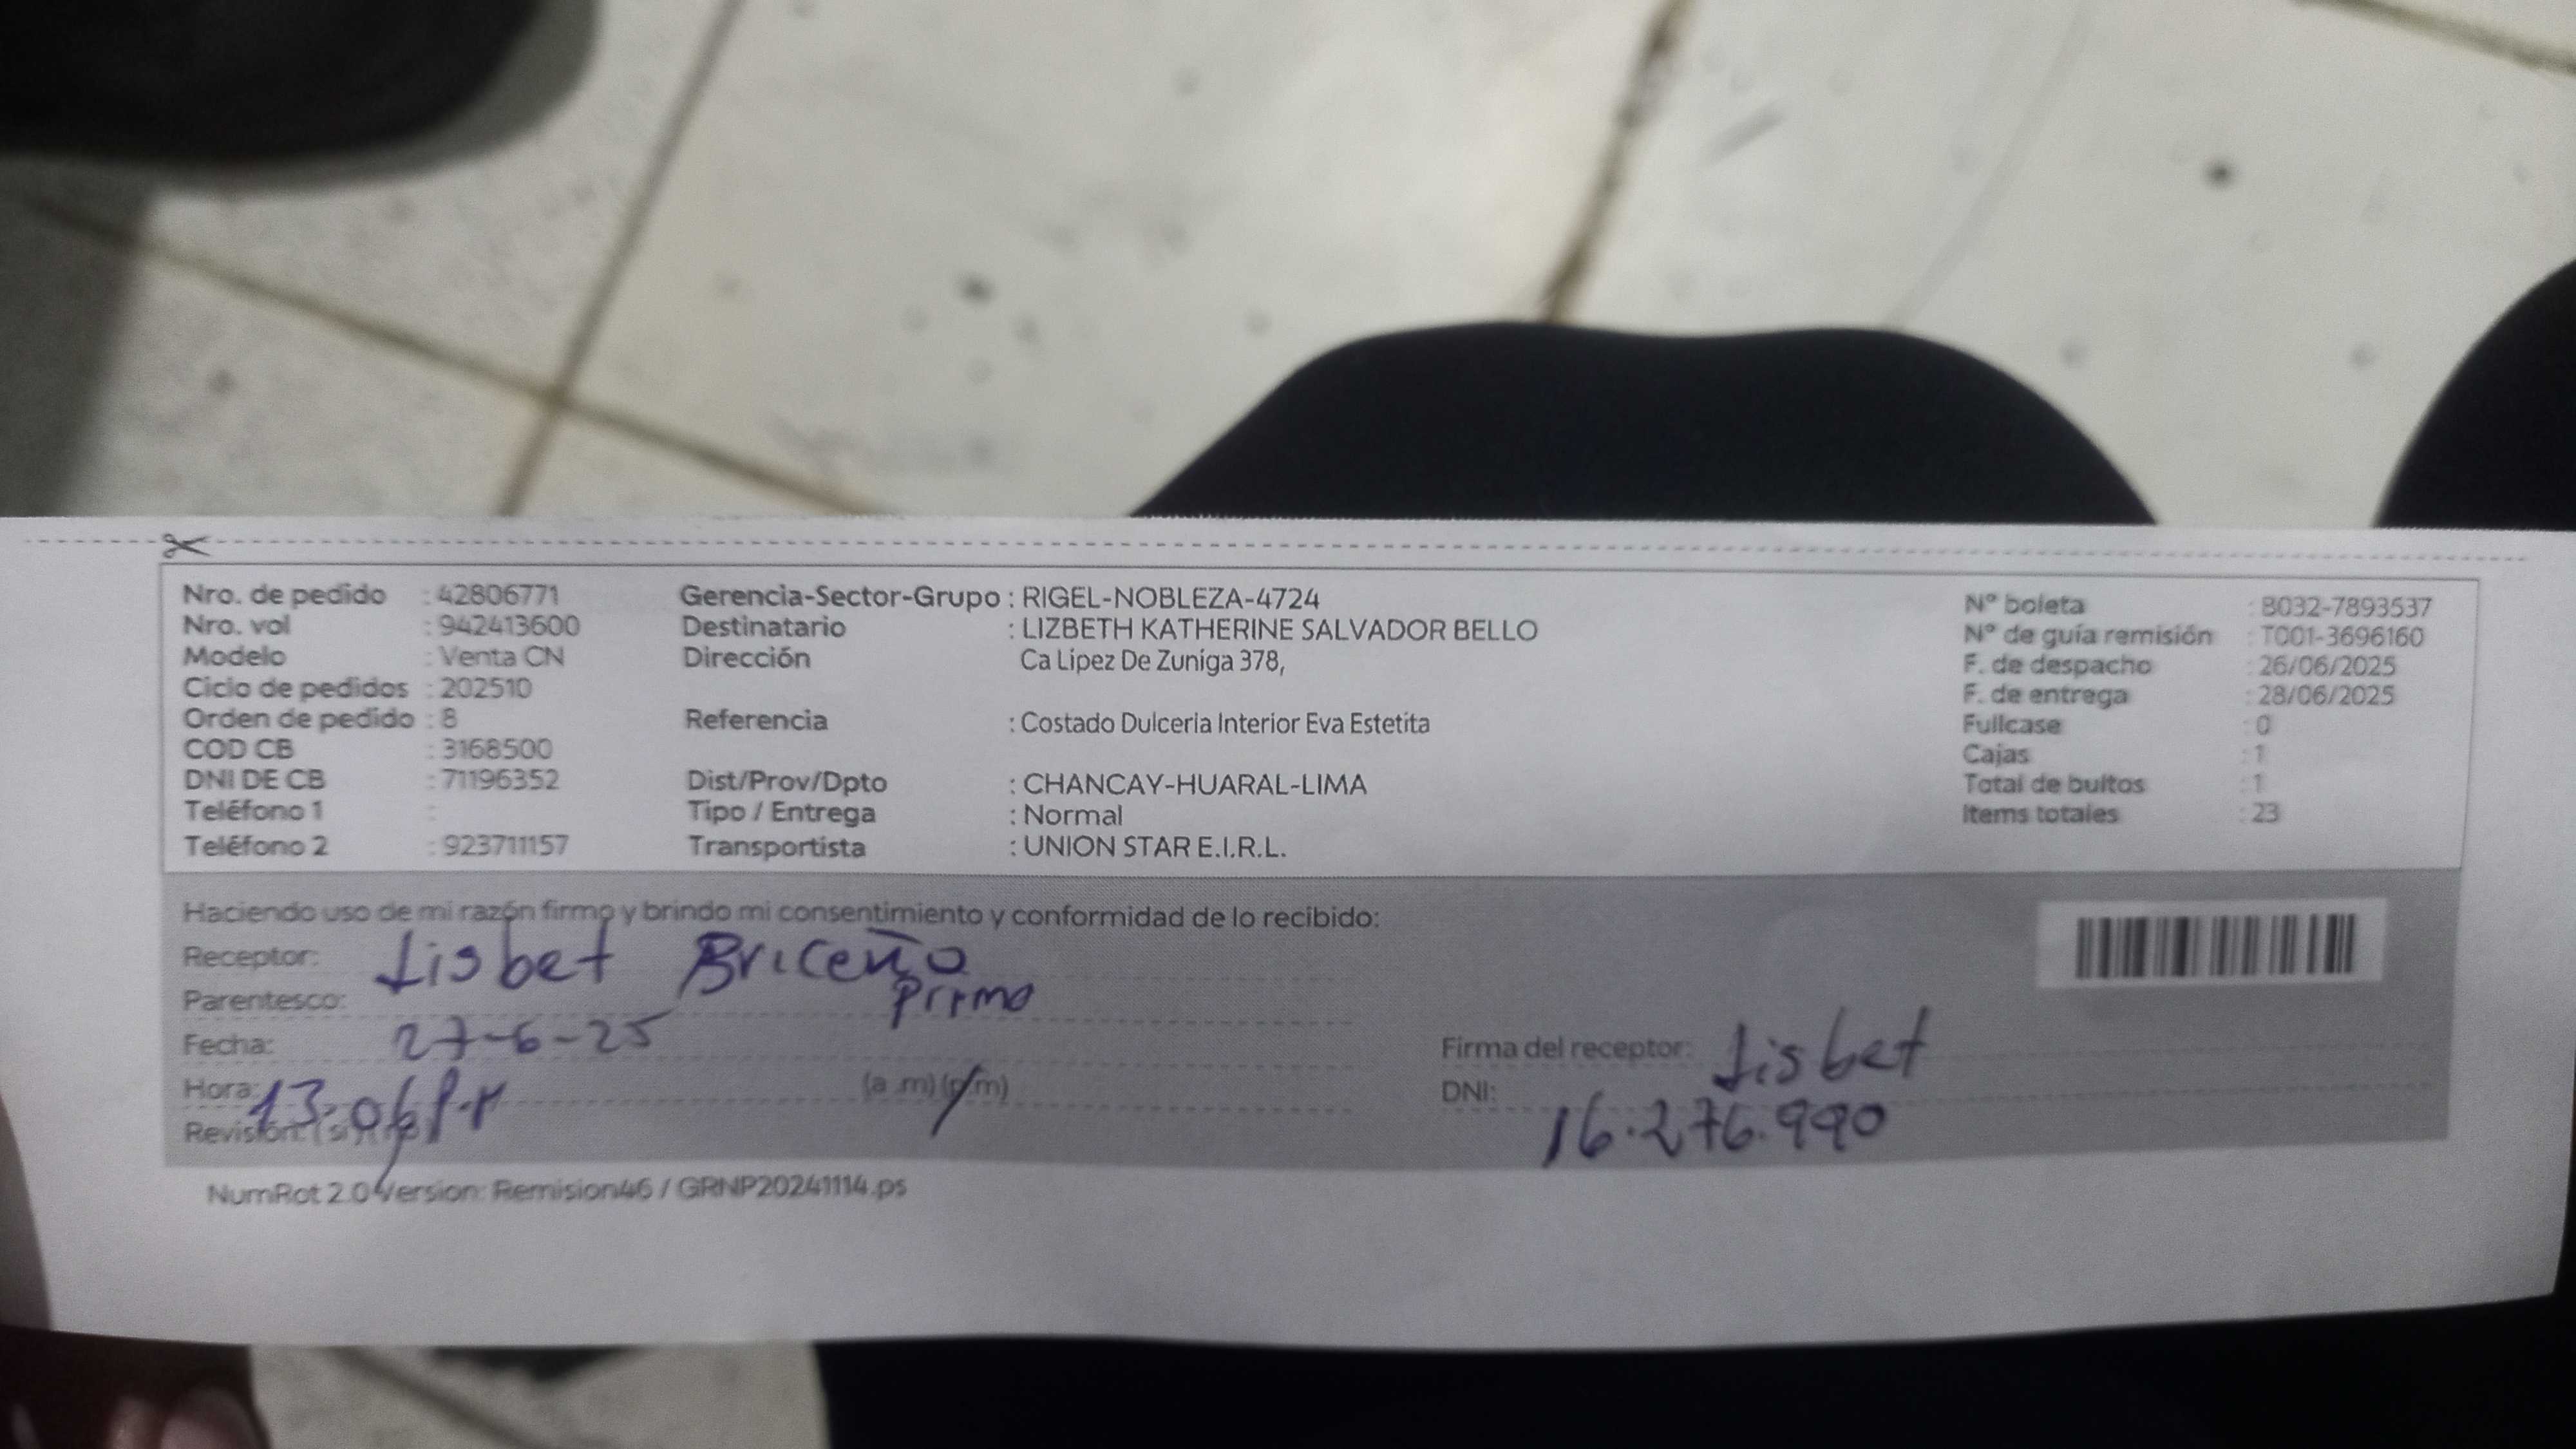 Nro. de pedido : 42806771
Nro. vol : 942413600
Modelo : Venta CN
Ciclo de pedidos : 202510
Orden de pedido : 8
COD CB : 3168500
DNI DE CB : 71196352
Teléfono 1 :
Teléfono 2 : 923711157
Gerencia-Sector-Grupo : RIGEL-NOBLEZA-4724
Destinatario : LIZBETH KATHERINE SALVADOR BELLO
Dirección Ca Lipez De Zuniga 378,
Referencia : Costado Dulceria Interior Eva Estetita
Dist/Prov/Dpto : CHANCAY-HUARAL-LIMA
Tipo / Entrega : Normal
Transportista : UNION STAR E.I.R.L.
N° boleta : B032-7893537
N° de guía remisión : T001-3696160
F. de despacho : 26/06/2025
F. de entrega : 28/06/2025
Fullcase : 0
Cajas : 1
Total de bultos : 1
Items totales : 23
Haciendo uso de mi razón firmo y brindo mi consentimiento y conformidad de lo recibido:
Receptor: Lisbet Briceño
Parentesco: Primo
Fecha: 27-6-25
Hora: 13:06 (a.m) (p.m)
Revisión: (si)
Firma del receptor: Lisbet
DNI: 16.276.990
NumRot 2.0 Version: Remision46 / GRNP20241114.ps